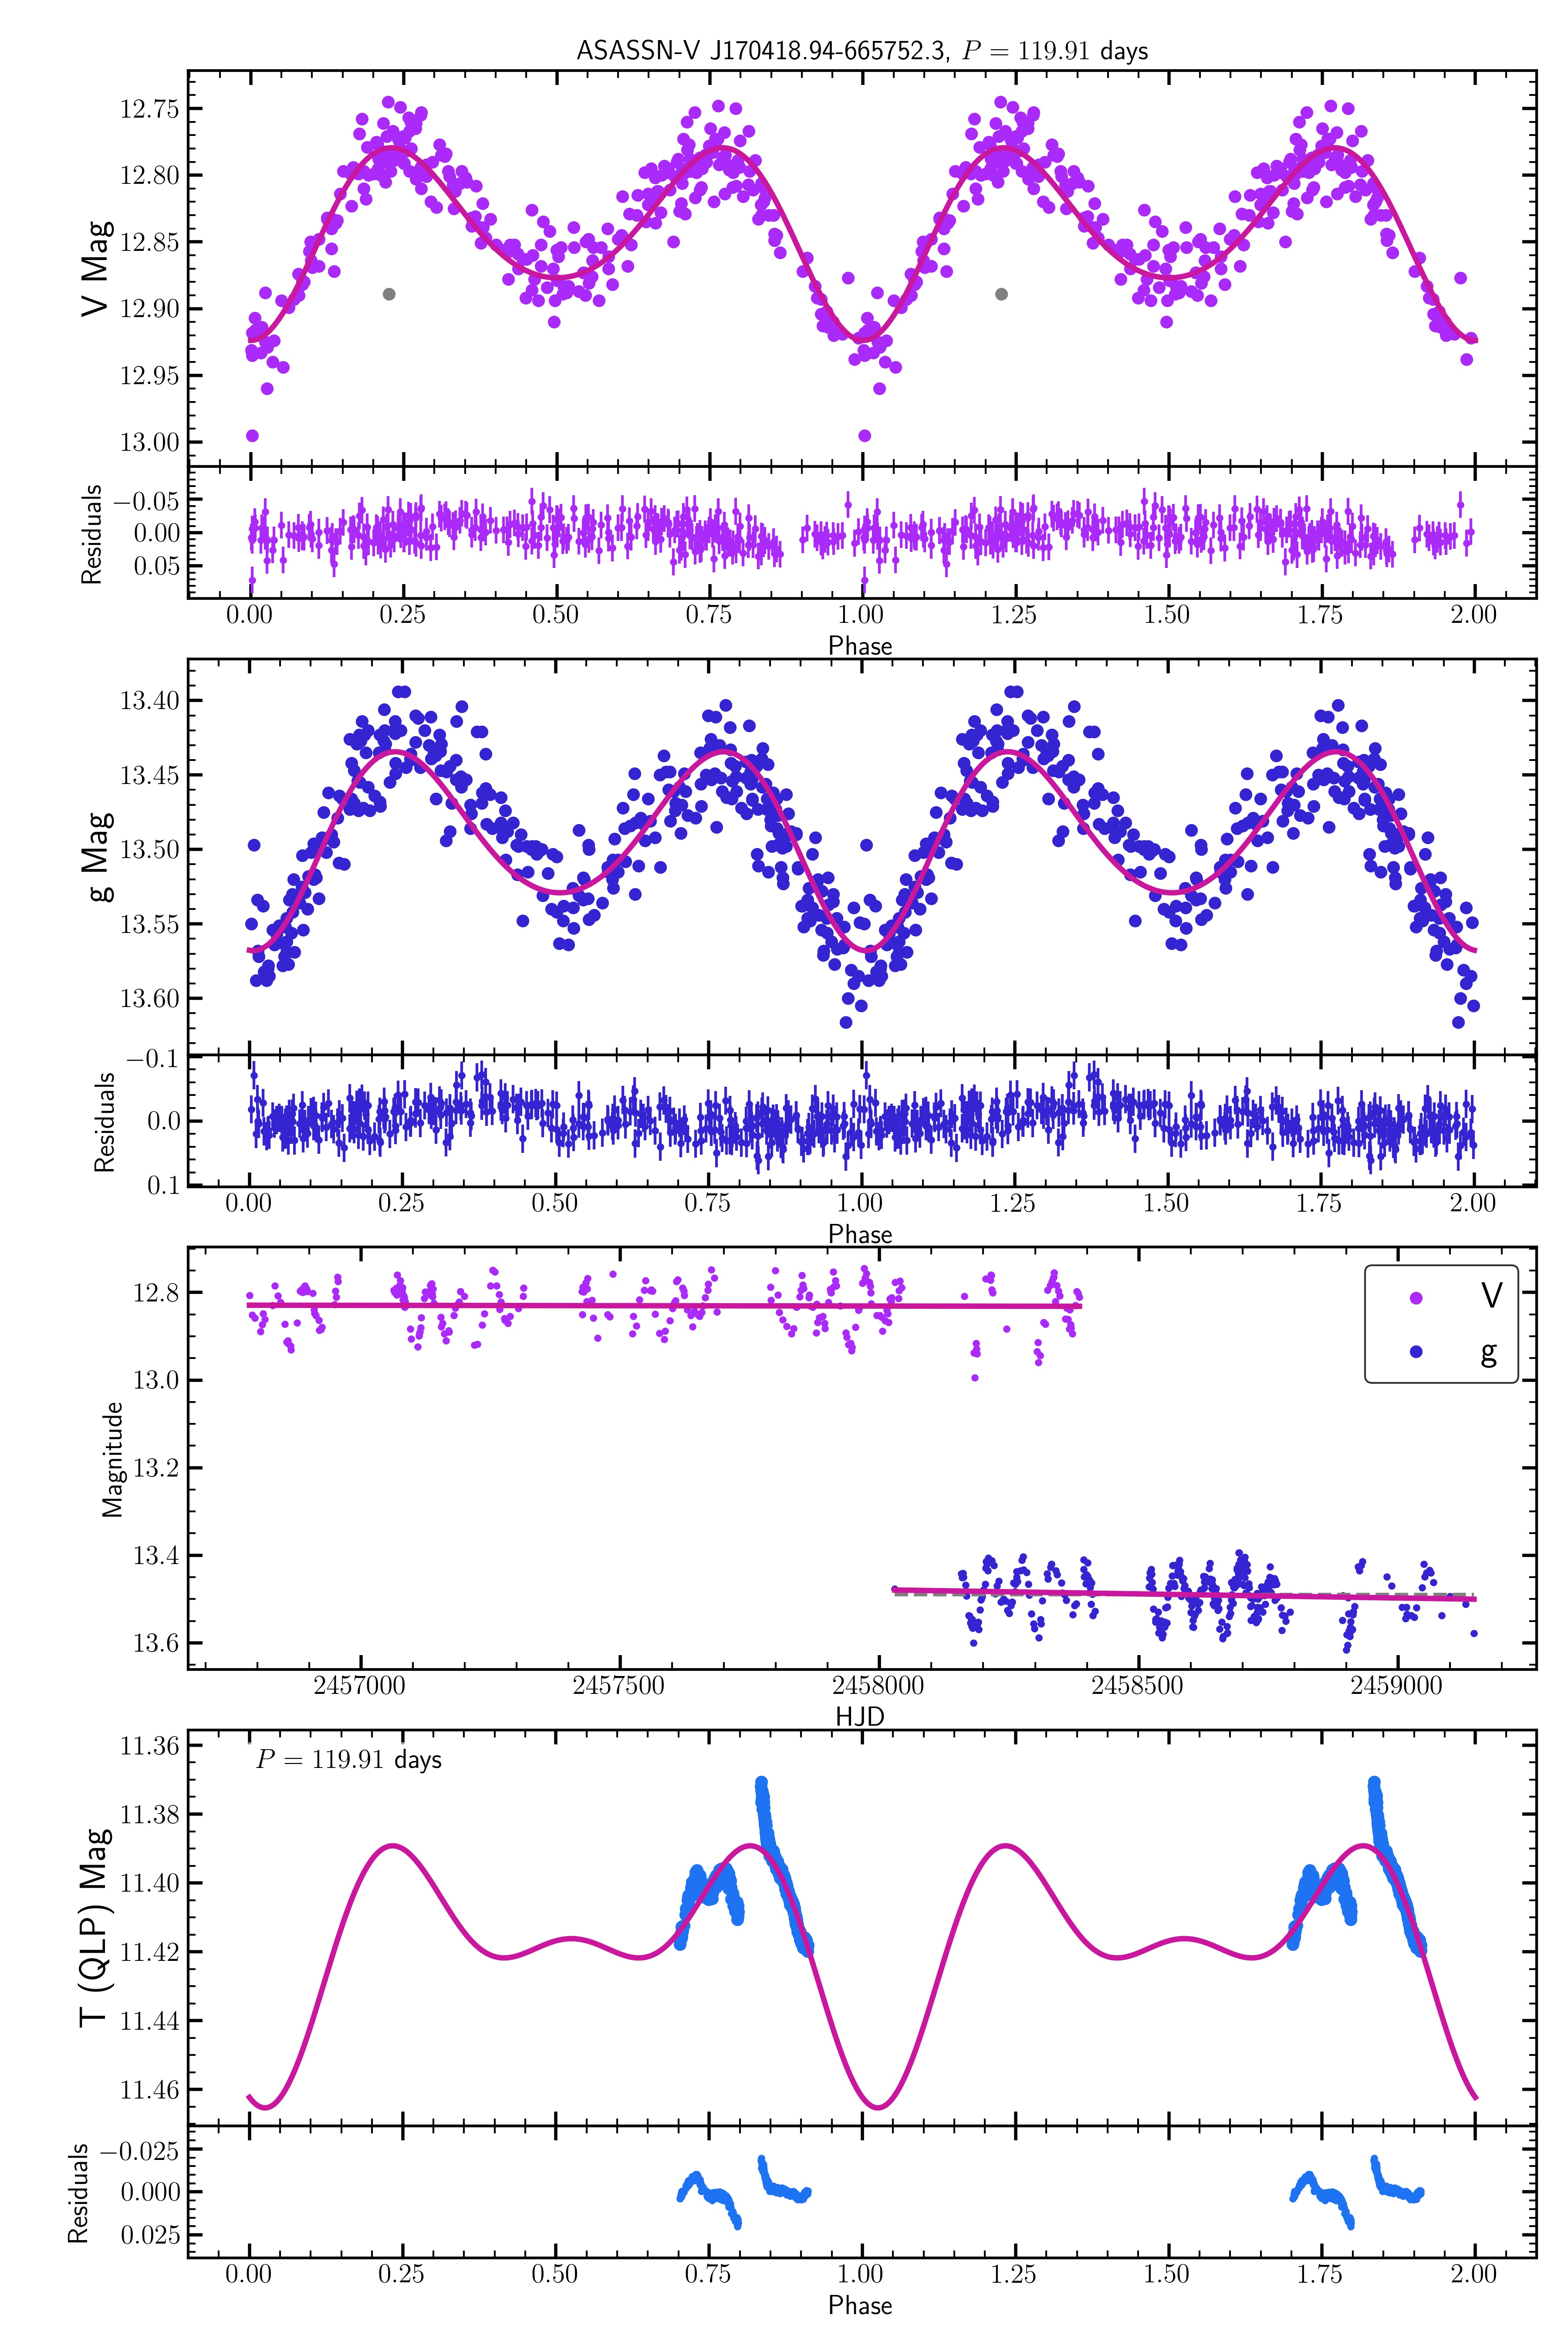 ASASSN-V J170418.94-665752.3, P = 119.91 days
V Mag
12.75
12.80
12.85
12.90
12.95
13.00
Residuals
−0.05
0.00
0.05
0.00 0.25 0.50 0.75 1.00 1.25 1.50 1.75 2.00
Phase
g Mag
13.40
13.45
13.50
13.55
13.60
Residuals
−0.1
0.0
0.1
0.00 0.25 0.50 0.75 1.00 1.25 1.50 1.75 2.00
Phase
Magnitude
12.8
13.0
13.2
13.4
13.6
V
g
2457000 2457500 2458000 2458500 2459000
HJD
P = 119.91 days
T (QLP) Mag
11.36
11.38
11.40
11.42
11.44
11.46
Residuals
−0.025
0.000
0.025
0.00 0.25 0.50 0.75 1.00 1.25 1.50 1.75 2.00
Phase